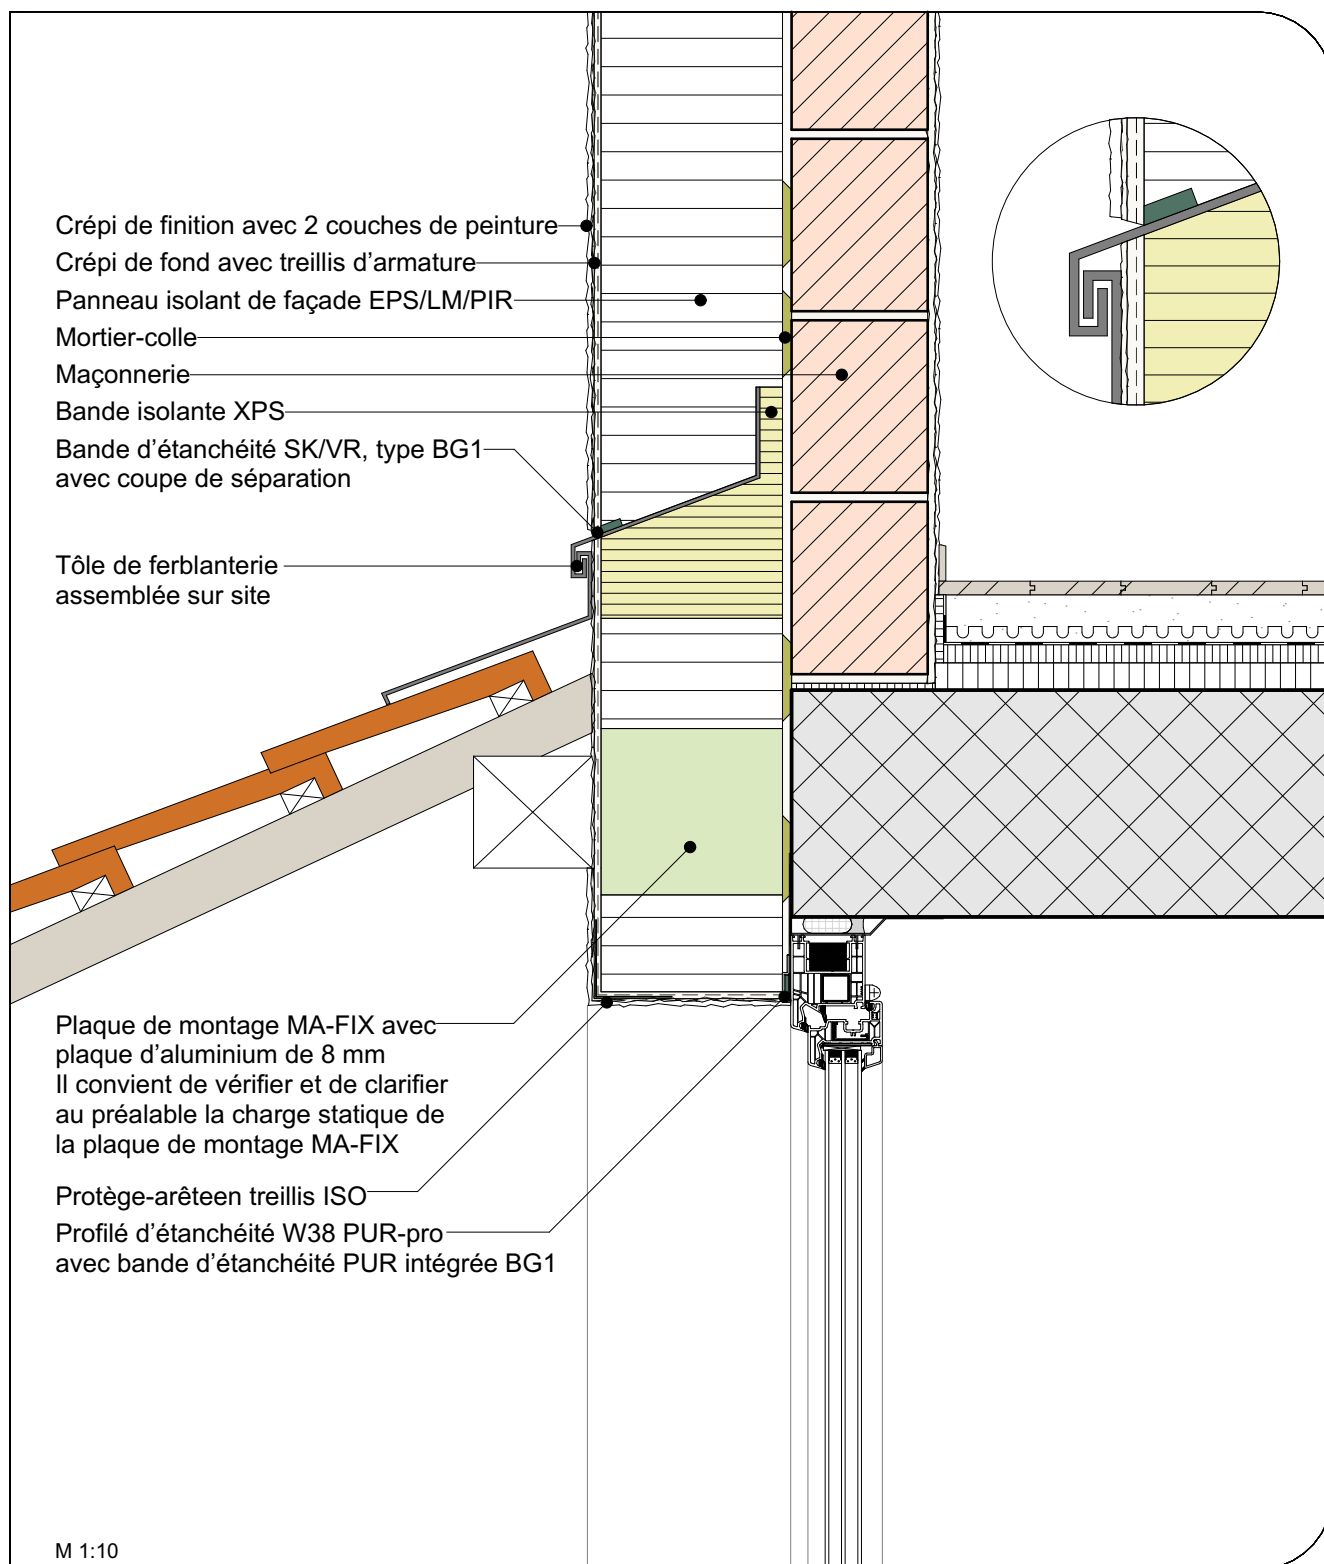 Crépi de finition avec 2 couches de peinture
Crépi de fond avec treillis d'armature
Panneau isolant de façade EPS/LM/PIR
Mortier-colle
Maçonnerie
Bande isolante XPS
Bande d'étanchéité SK/VR, type BG1
avec coupe de séparation
Tôle de ferblanterie
assemblée sur site
Plaque de montage MA-FIX avec
plaque d'aluminium de 8 mm
Il convient de vérifier et de clarifier
au préalable la charge statique de
la plaque de montage MA-FIX
Protège-arêteen treillis ISO
Profilé d'étanchéité W38 PUR-pro
avec bande d'étanchéité PUR intégrée BG1
M 1:10